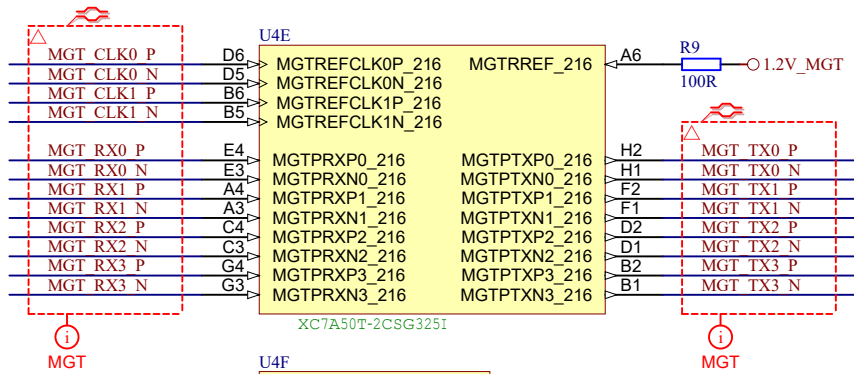 U4E
MGT_CLK0_P D6 MGTREFCLK0P_216 MGTRREF_216 A6 R9 100R 1.2V_MGT
MGT_CLK0_N D5 MGTREFCLK0N_216
MGT_CLK1_P B6 MGTREFCLK1P_216
MGT_CLK1_N B5 MGTREFCLK1N_216
MGT_RX0_P E4 MGTPRXP0_216 MGTPTXP0_216 H2 MGT_TX0_P
MGT_RX0_N E3 MGTPRXN0_216 MGTPTXN0_216 H1 MGT_TX0_N
MGT_RX1_P A4 MGTPRXP1_216 MGTPTXP1_216 F2 MGT_TX1_P
MGT_RX1_N A3 MGTPRXN1_216 MGTPTXN1_216 F1 MGT_TX1_N
MGT_RX2_P C4 MGTPRXP2_216 MGTPTXP2_216 D2 MGT_TX2_P
MGT_RX2_N C3 MGTPRXN2_216 MGTPTXN2_216 D1 MGT_TX2_N
MGT_RX3_P G4 MGTPRXP3_216 MGTPTXP3_216 B2 MGT_TX3_P
MGT_RX3_N G3 MGTPRXN3_216 MGTPTXN3_216 B1 MGT_TX3_N
XC7A50T-2CSG325I
i i
MGT MGT
U4F